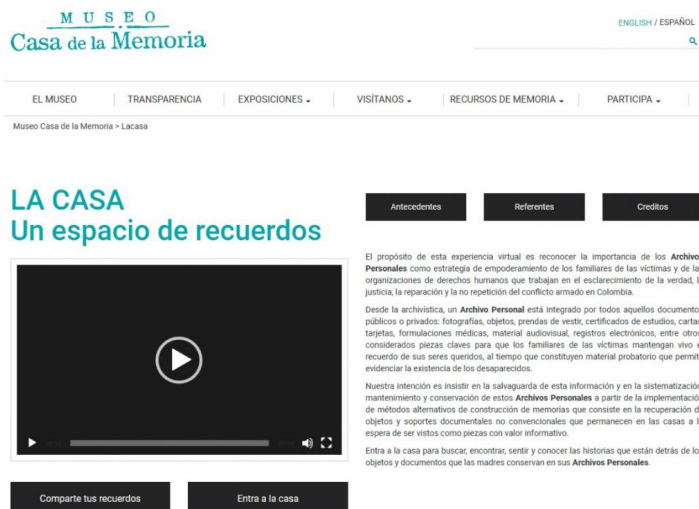 MUSEO
Casa de la Memoria
ENGLISH / ESPAÑOL
EL MUSEO
TRANSPARENCIA
EXPOSICIONES
VISÍTANOS
RECURSOS DE MEMORIA
PARTICIPA
Museo Casa de la Memoria > Lacasa
LA CASA
Un espacio de recuerdos
Antecedentes
Referentes
Creditos
El propósito de esta experiencia virtual es reconocer la importancia de los Archivo
Personales como estrategia de empoderamiento de los familiares de las víctimas y de la
organizaciones de derechos humanos que trabajan en el esclarecimiento de la verdad, l
justicia, la reparación y la no repetición del conflicto armado en Colombia.
Desde la archivística, un Archivo Personal está integrado por todos aquellos documento
públicos o privados: fotografías, objetos, prendas de vestir, certificados de estudios, cartas
tarjetas, formulaciones médicas, material audiovisual, registros electrónicos, entre otros
considerados piezas claves para que los familiares de las víctimas mantengan vivo e
recuerdo de sus seres queridos, al tiempo que constituyen material probatorio que permit
evidenciar la existencia de los desaparecidos.
Nuestra intención es insistir en la salvaguarda de esta información y en la sistematización
mantenimiento y conservación de estos Archivos Personales a partir de la implementació
de métodos alternativos de construcción de memorias que consiste en la recuperación d
objetos y soportes documentales no convencionales que permanecen en las casas a l
espera de ser vistos como piezas con valor informativo.
Entra a la casa para buscar, encontrar, sentir y conocer las historias que están detrás de lo
objetos y documentos que las madres conservan en sus Archivos Personales.
Comparte tus recuerdos
Entra a la casa